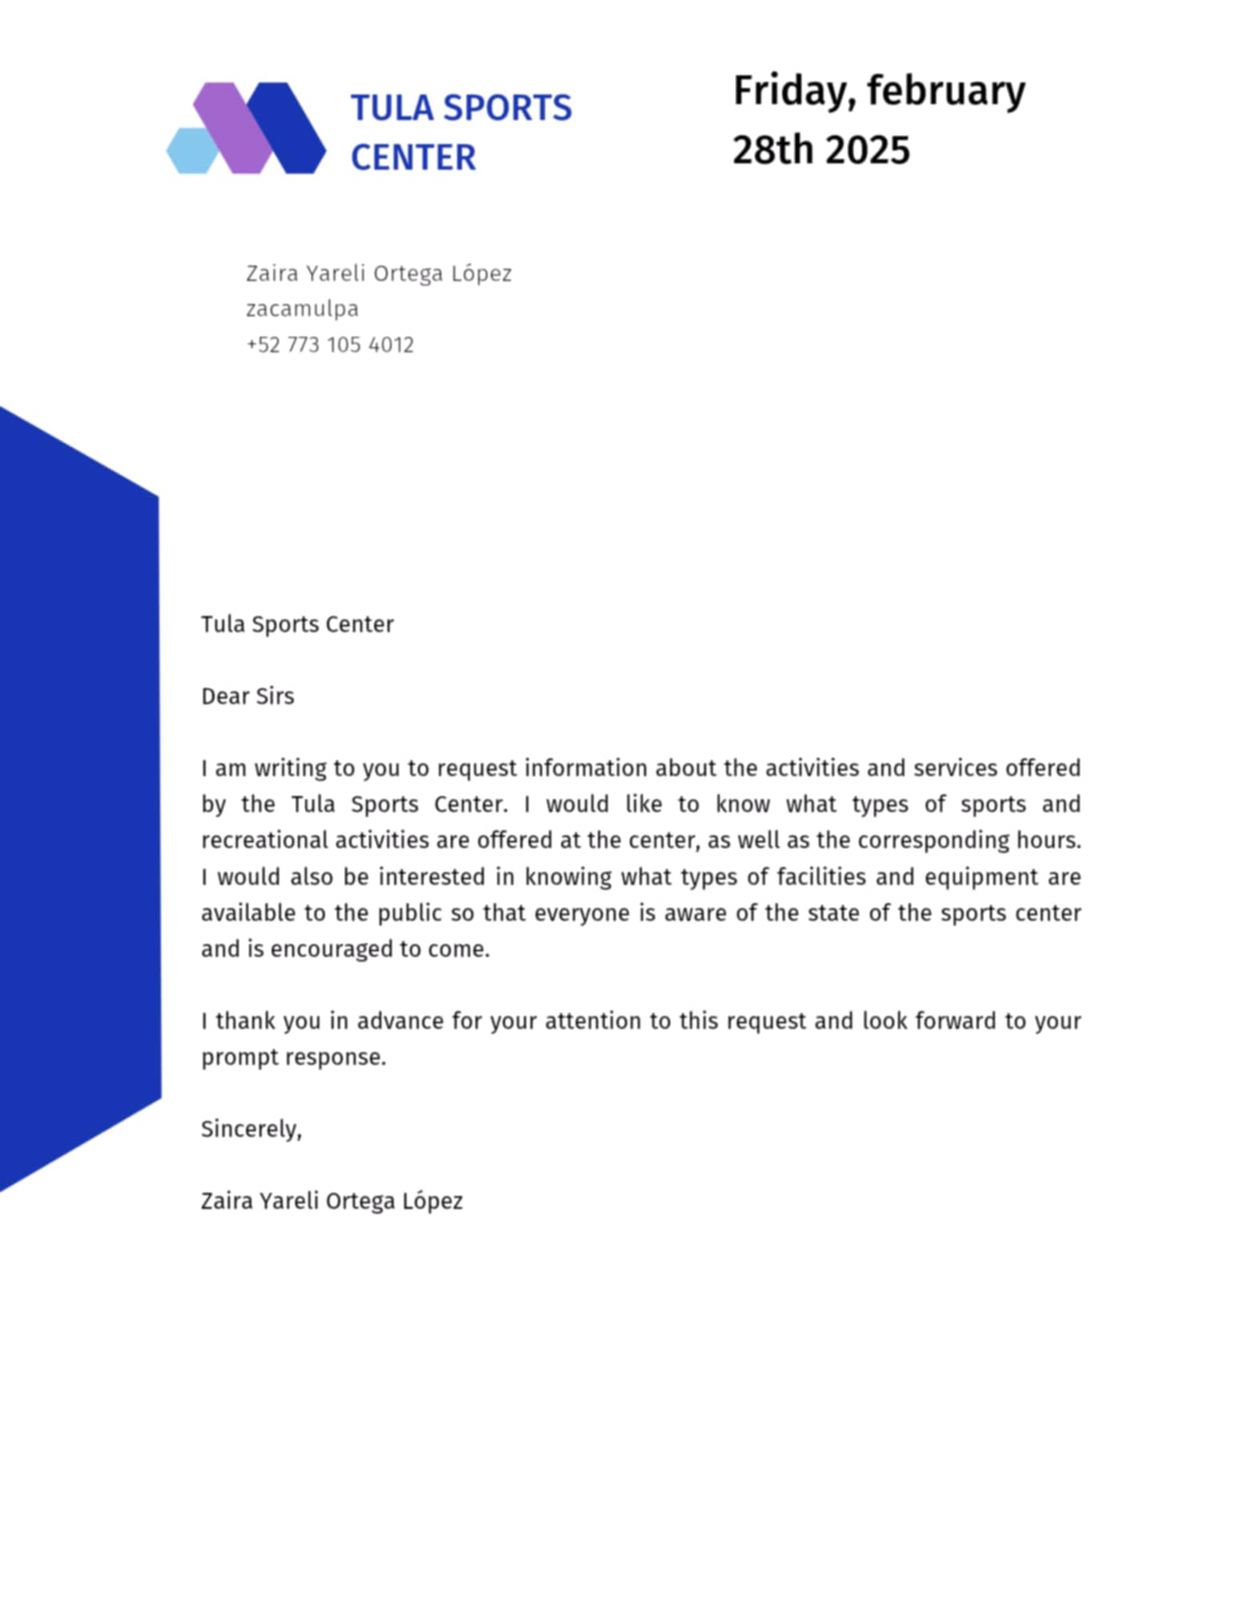 TULA SPORTS
CENTER
Friday, february
28th 2025
Zaira Yareli Ortega López
zacamulpa
+52 773 105 4012
Tula Sports Center
Dear Sirs
I am writing to you to request information about the activities and services offered
by the Tula Sports Center. I would like to know what types of sports and
recreational activities are offered at the center, as well as the corresponding hours.
I would also be interested in knowing what types of facilities and equipment are
available to the public so that everyone is aware of the state of the sports center
and is encouraged to come.
I thank you in advance for your attention to this request and look forward to your
prompt response.
Sincerely,
Zaira Yareli Ortega López